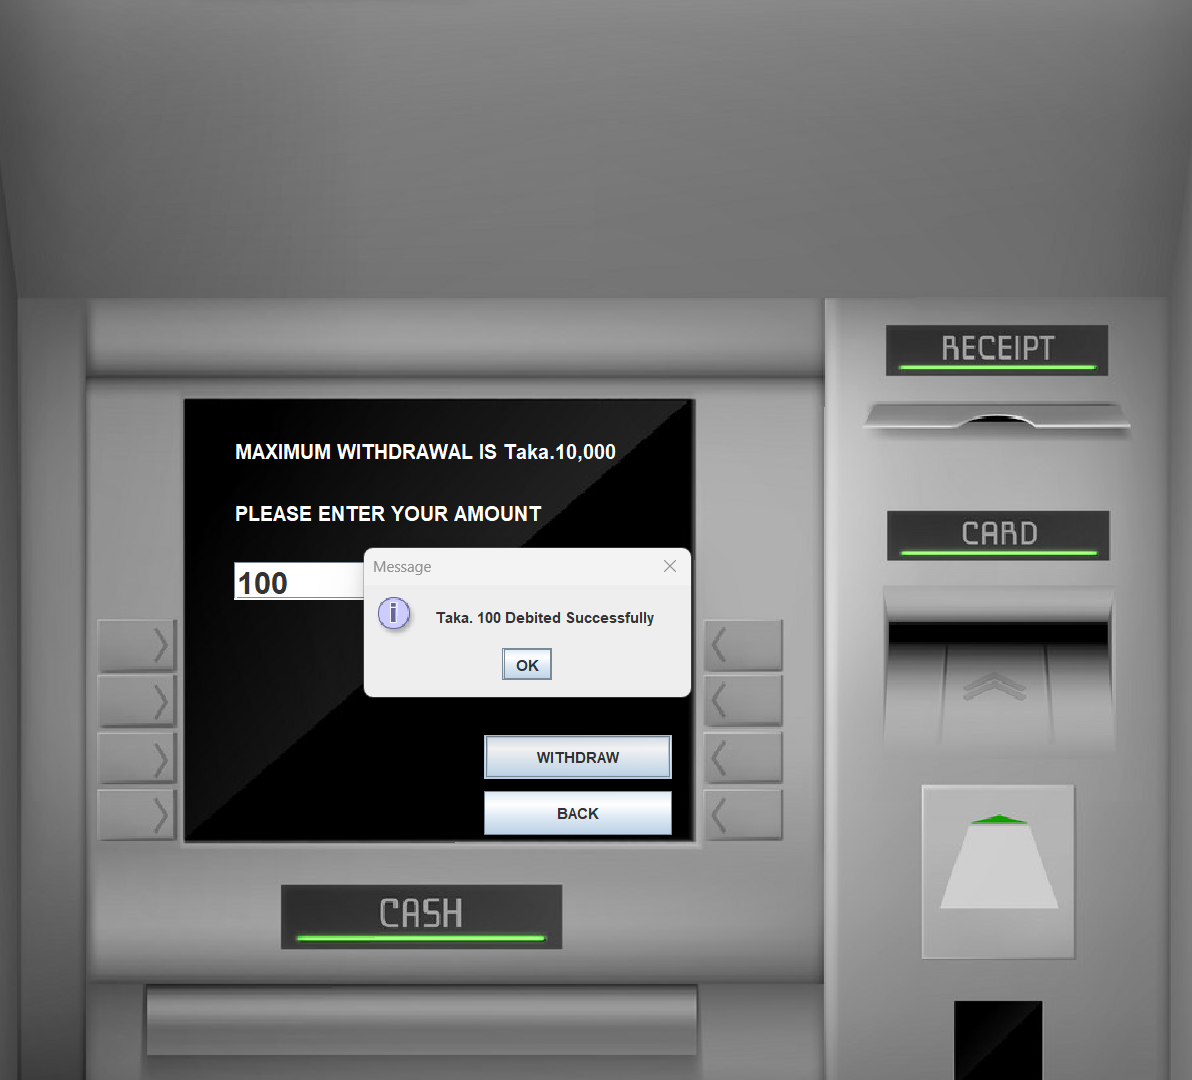 RECEIPT
MAXIMUM WITHDRAWAL IS Taka.10,000
PLEASE ENTER YOUR AMOUNT
CARD
Message
100
i
Taka. 100 Debited Successfully
OK
WITHDRAW
BACK
CASH